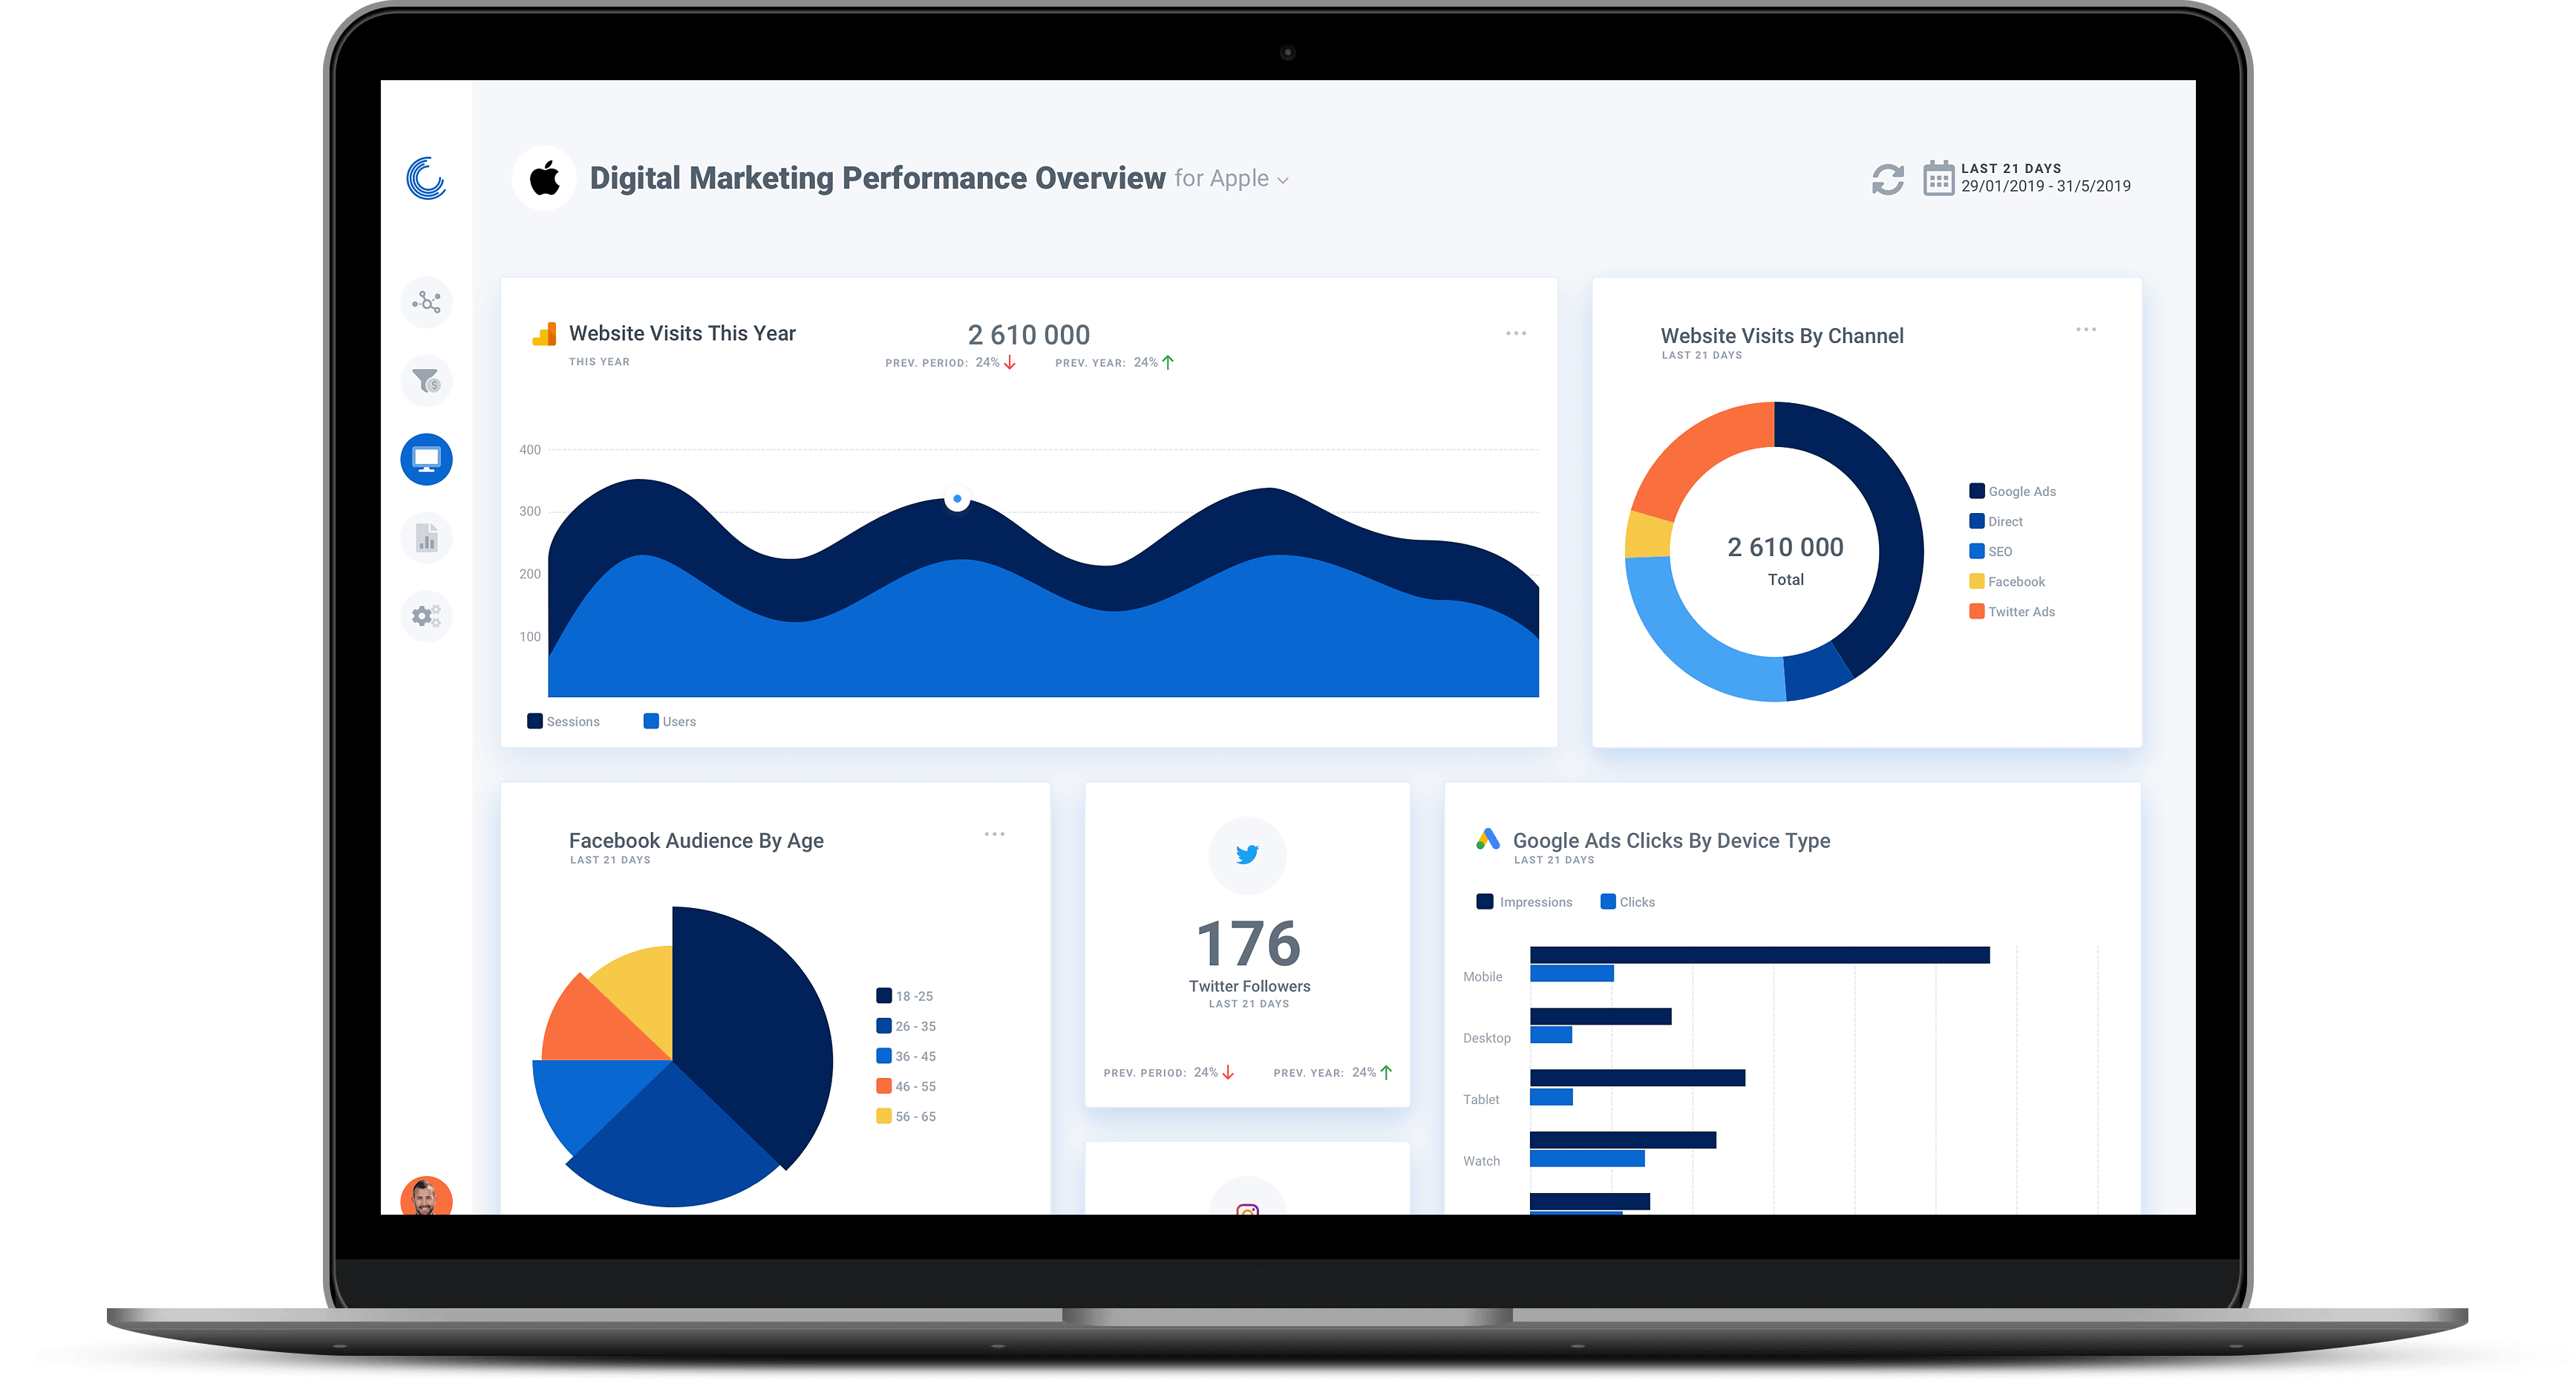 Digital Marketing Performance Overview for Apple
LAST 21 DAYS
29/01/2019 - 31/5/2019
Website Visits This Year
THIS YEAR
2 610 000
PREV. PERIOD: 24% PREV. YEAR: 24%
400
300
200
100
Sessions Users
Website Visits By Channel
LAST 21 DAYS
2 610 000
Total
Google Ads
Direct
SEO
Facebook
Twitter Ads
Facebook Audience By Age
LAST 21 DAYS
18 -25
26 - 35
36 - 45
46 - 55
56 - 65
176
Twitter Followers
LAST 21 DAYS
PREV. PERIOD: 24% PREV. YEAR: 24%
Google Ads Clicks By Device Type
LAST 21 DAYS
Impressions Clicks
Mobile
Desktop
Tablet
Watch